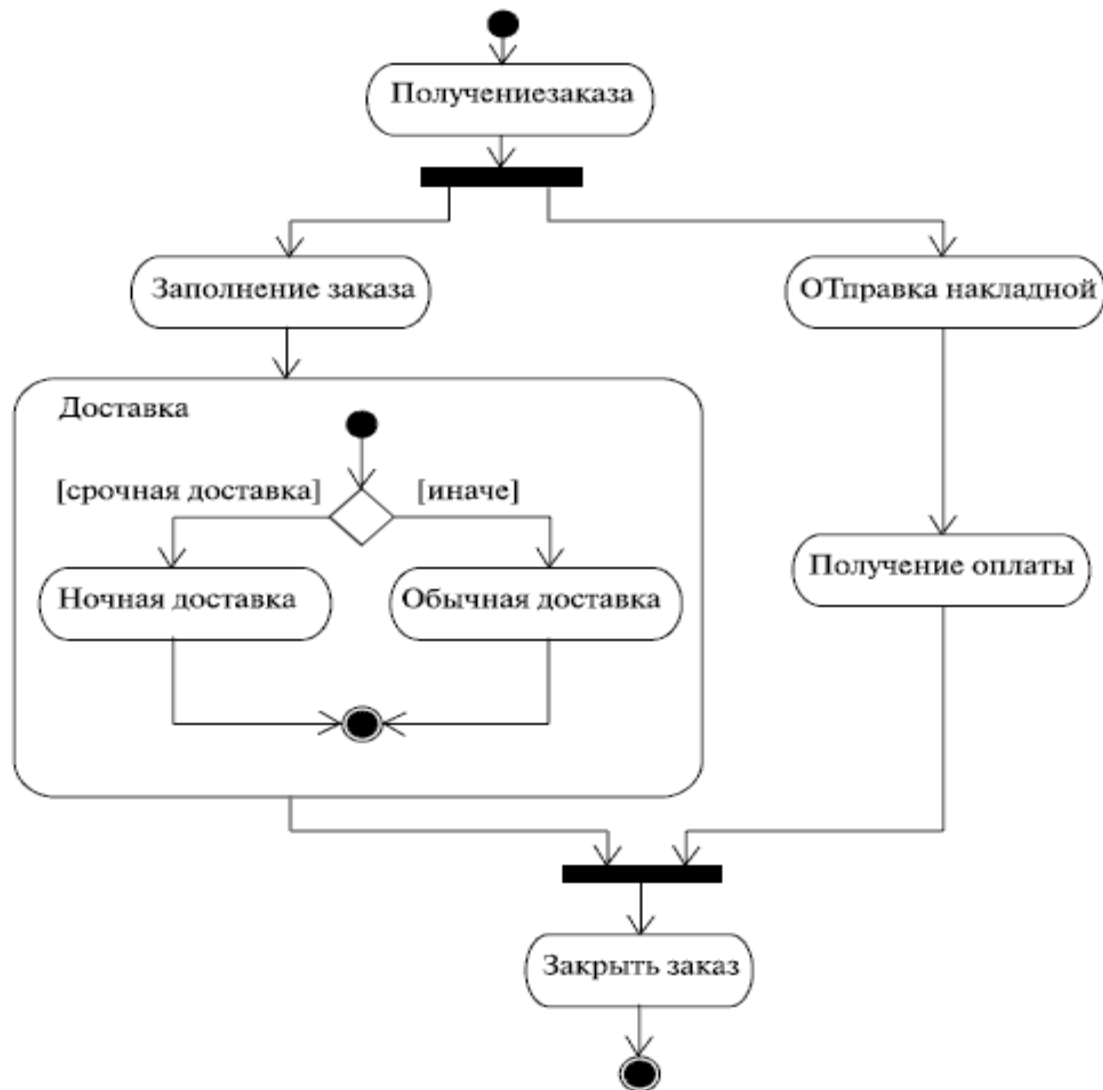 Получениезаказа
Заполнение заказа
ОТправка накладной
Доставка
[срочная доставка]
[иначе]
Ночная доставка
Обычная доставка
Получение оплаты
Закрыть заказ